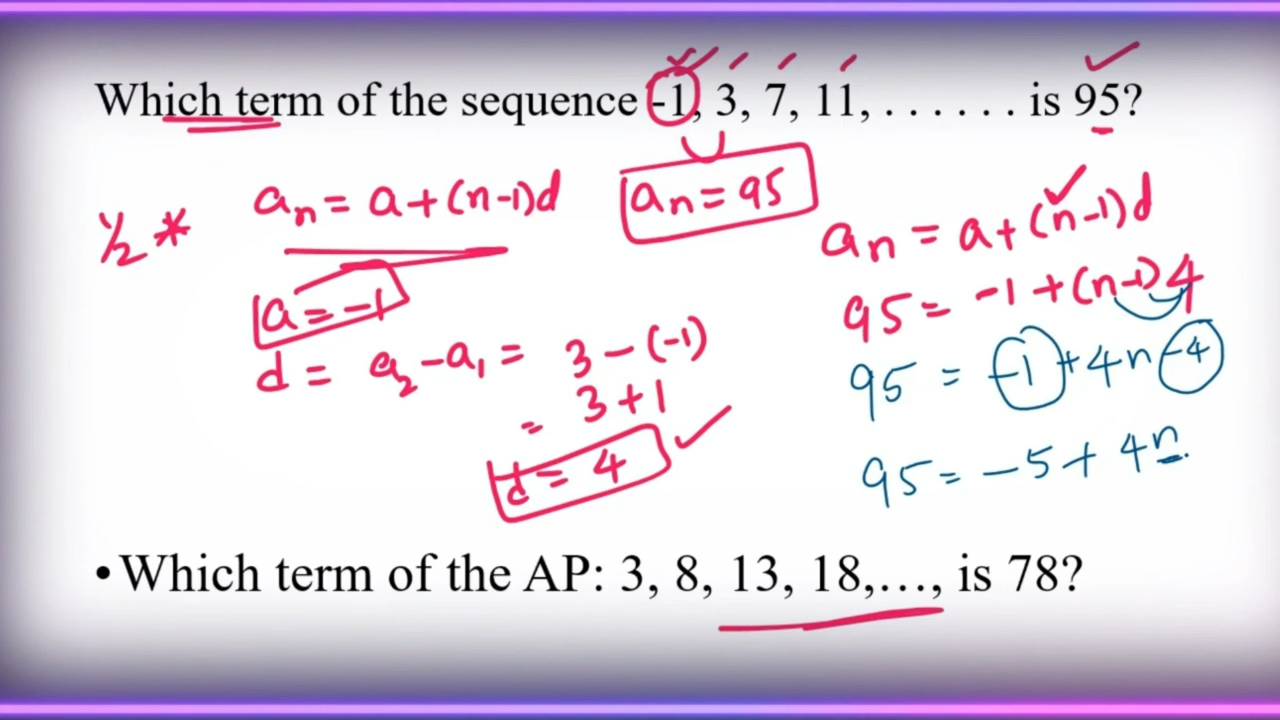 Which term of the sequence -1, 3, 7, 11, . . . . . . is 95?
½ *
aₙ = a + (n-1)d
aₙ = 95
a = -1
d = a₂ - a₁ = 3 - (-1)
= 3 + 1
d = 4
aₙ = a + (n-1)d
95 = -1 + (n-1)4
95 = -1 + 4n - 4
95 = -5 + 4n
• Which term of the AP: 3, 8, 13, 18,…, is 78?